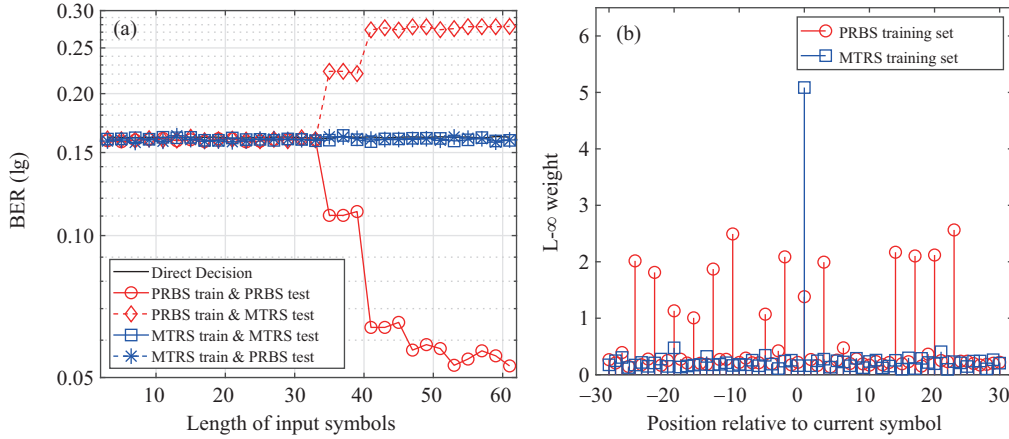 (a)
0.30
0.25
0.20
0.15
0.10
0.05
BER (lg)
Direct Decision
PRBS train & PRBS test
PRBS train & MTRS test
MTRS train & MTRS test
MTRS train & PRBS test
10 20 30 40 50 60
Length of input symbols
(b)
6
5
4
3
2
1
0
L-∞ weight
PRBS training set
MTRS training set
−30 −20 −10 0 10 20 30
Position relative to current symbol